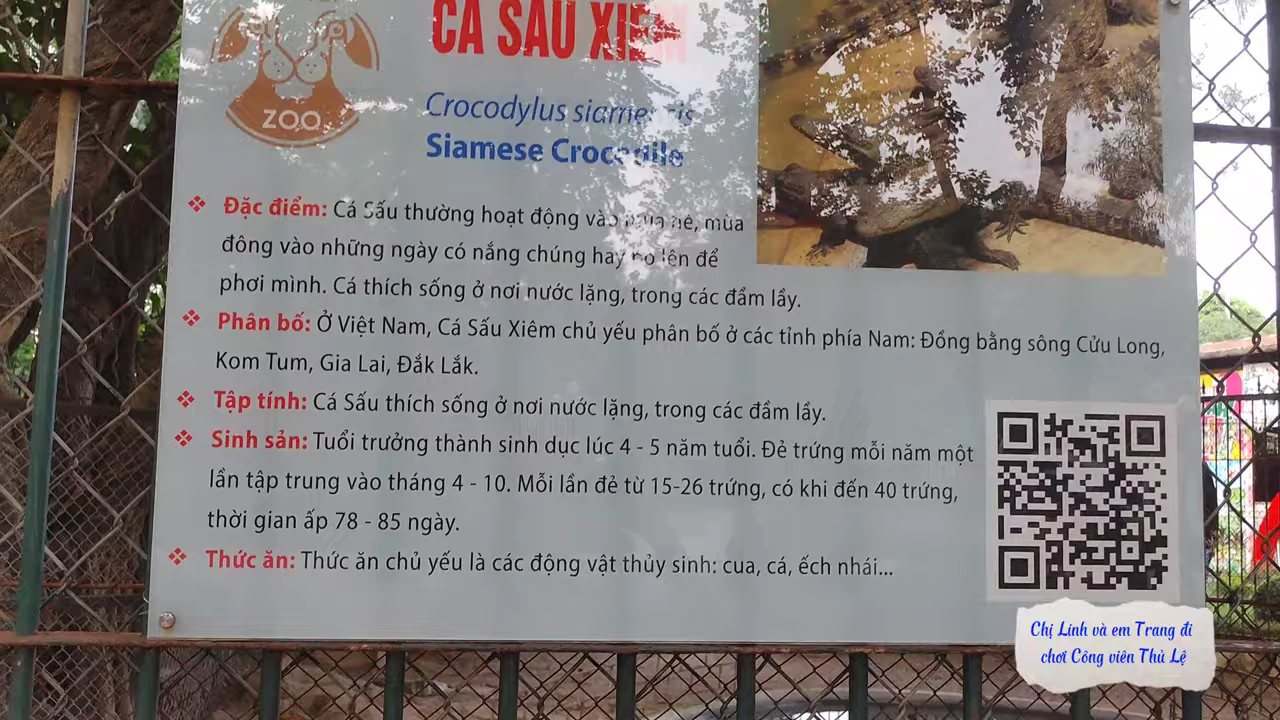 CÁ SẤU XIÊM
ZOO
Crocodylus siamensis
Siamese Crocodile
Đặc điểm: Cá Sấu thường hoạt động vào mùa hè, mùa
đông vào những ngày có nắng chúng hay bò lên để
phơi mình. Cá thích sống ở nơi nước lặng, trong các đầm lầy.
Phân bố: Ở Việt Nam, Cá Sấu Xiêm chủ yếu phân bố ở các tỉnh phía Nam: Đồng bằng sông Cửu Long,
Kom Tum, Gia Lai, Đắk Lắk.
Tập tính: Cá Sấu thích sống ở nơi nước lặng, trong các đầm lầy.
Sinh sản: Tuổi trưởng thành sinh dục lúc 4 - 5 năm tuổi. Đẻ trứng mỗi năm một
lần tập trung vào tháng 4 - 10. Mỗi lần đẻ từ 15-26 trứng, có khi đến 40 trứng,
thời gian ấp 78 - 85 ngày.
Thức ăn: Thức ăn chủ yếu là các động vật thủy sinh: cua, cá, ếch nhái...
Chị Linh và em Trang đi
chơi Công viên Thủ Lệ